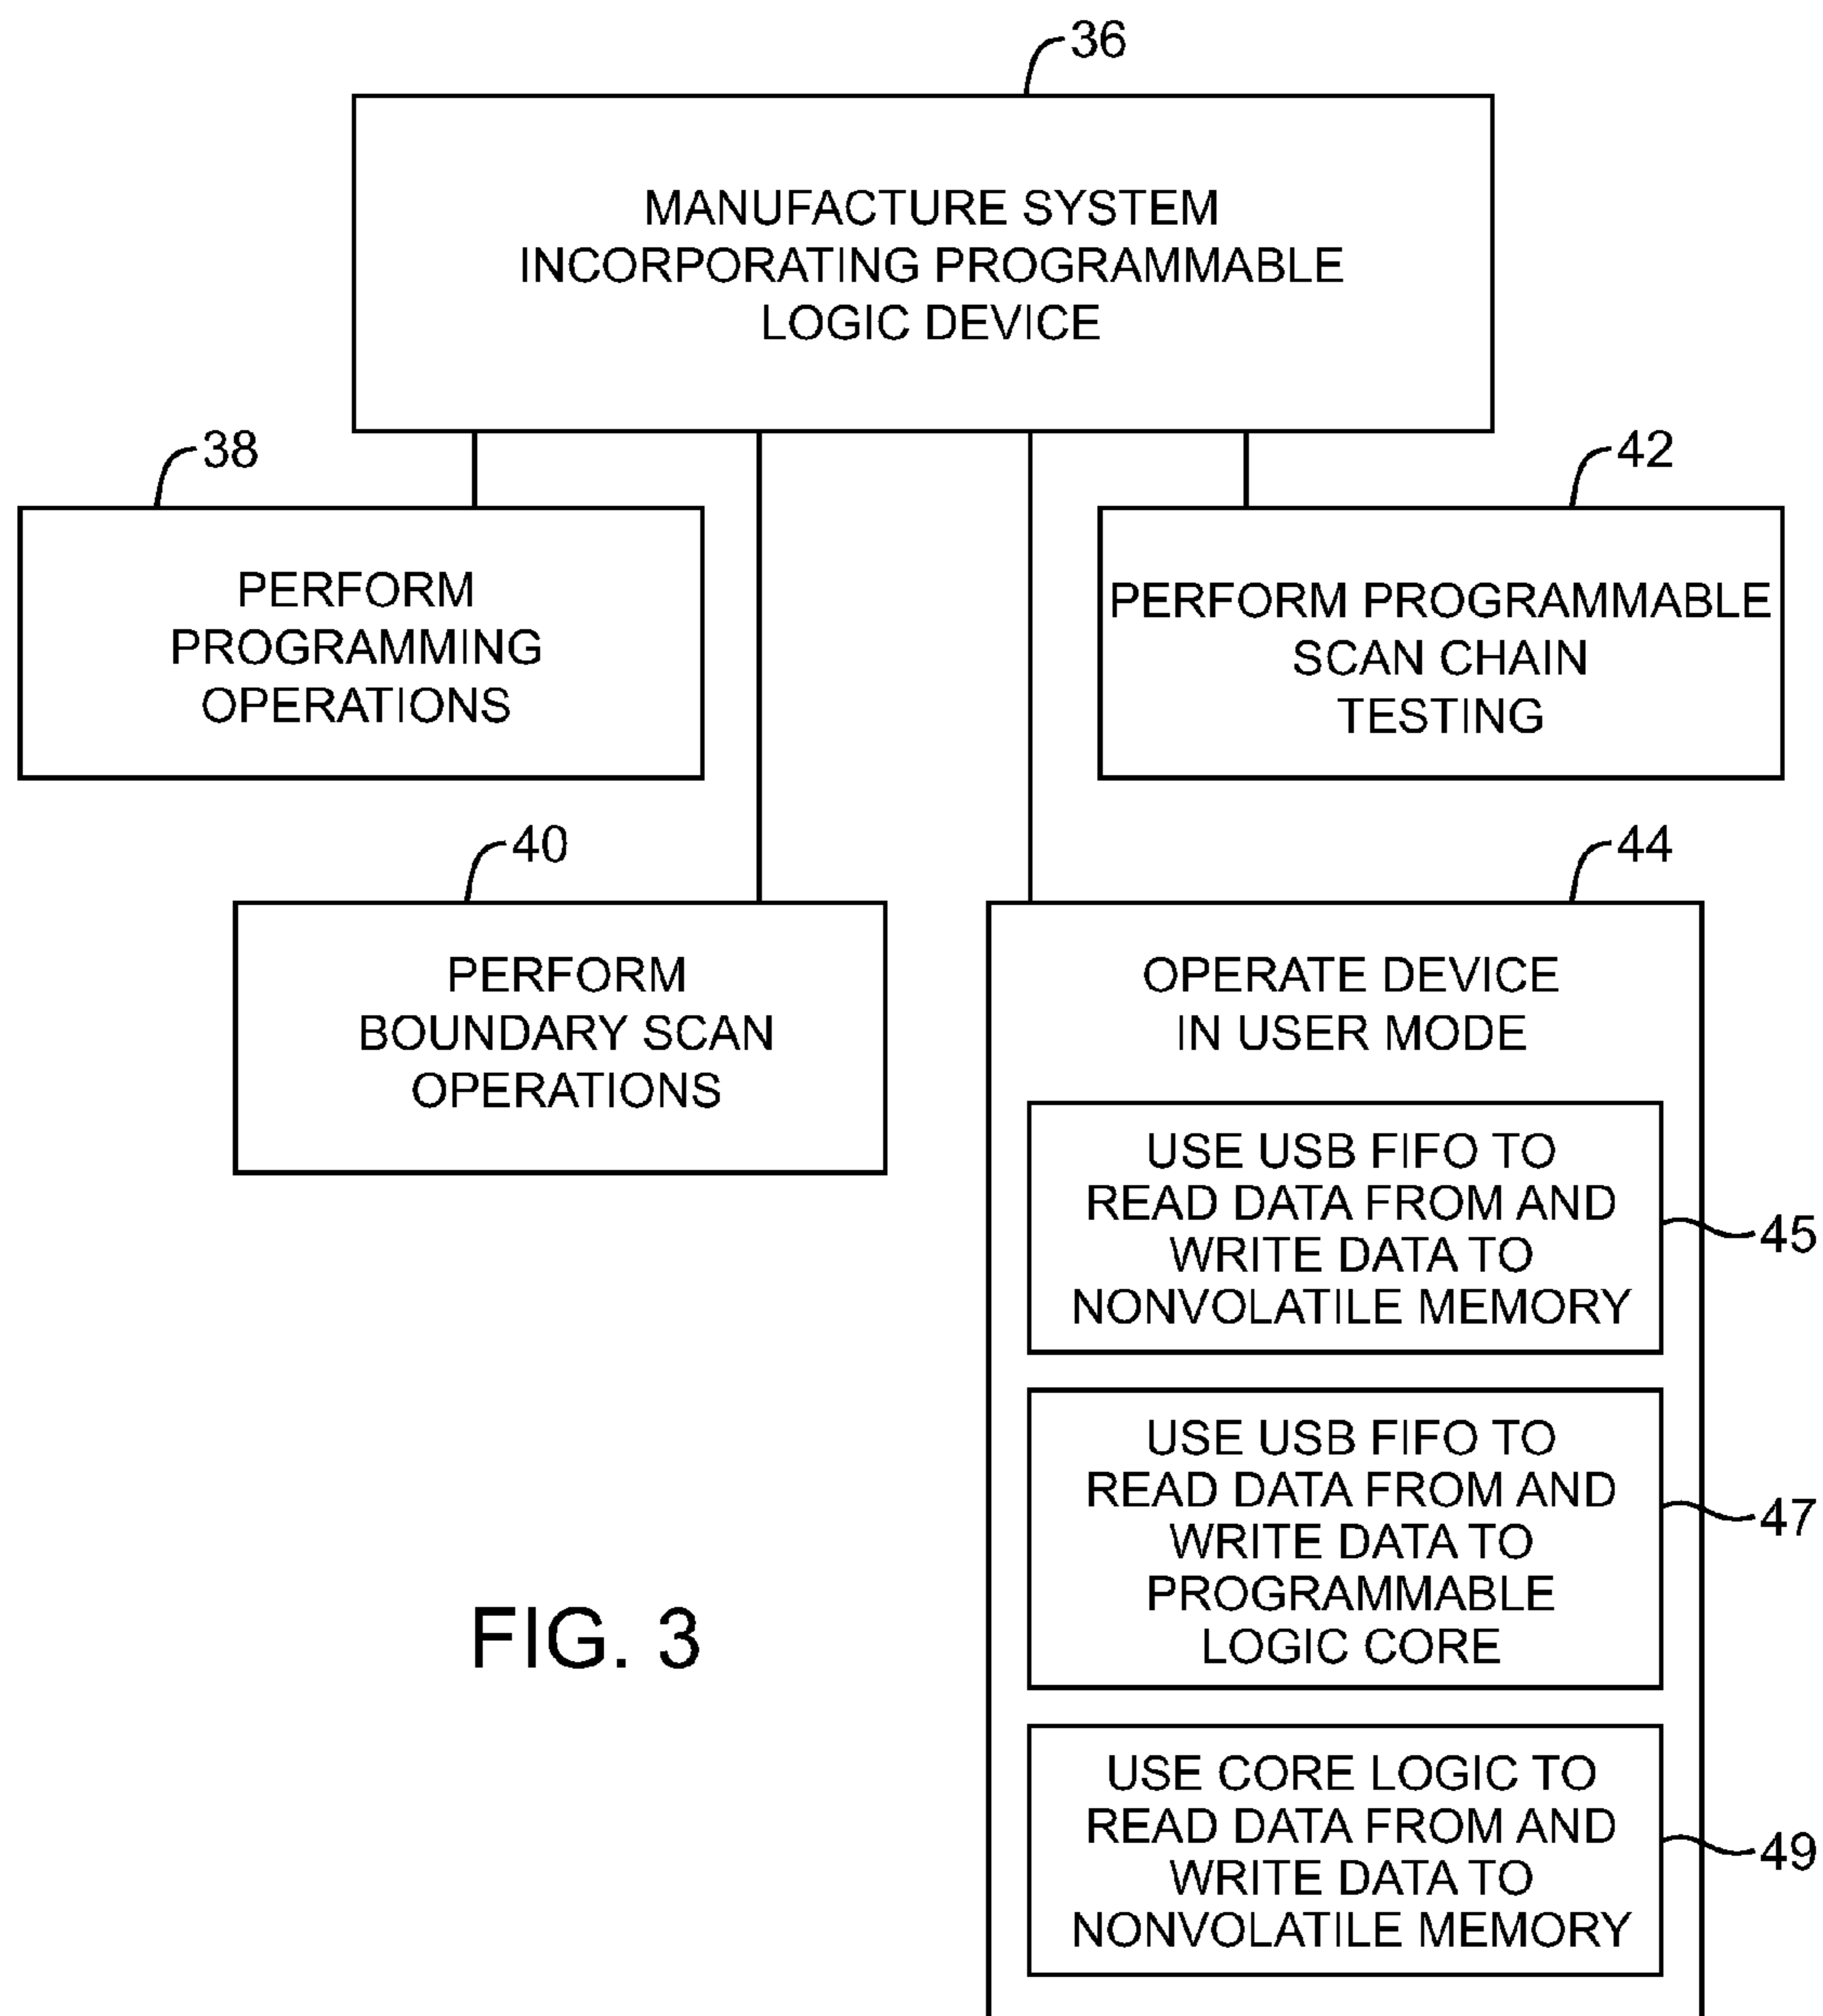 36
MANUFACTURE SYSTEM
INCORPORATING PROGRAMMABLE
LOGIC DEVICE
38
PERFORM
PROGRAMMING
OPERATIONS
42
PERFORM PROGRAMMABLE
SCAN CHAIN
TESTING
40
PERFORM
BOUNDARY SCAN
OPERATIONS
44
OPERATE DEVICE
IN USER MODE
USE USB FIFO TO
READ DATA FROM AND
WRITE DATA TO
NONVOLATILE MEMORY
45
USE USB FIFO TO
READ DATA FROM AND
WRITE DATA TO
PROGRAMMABLE
LOGIC CORE
47
USE CORE LOGIC TO
READ DATA FROM AND
WRITE DATA TO
NONVOLATILE MEMORY
49
FIG. 3